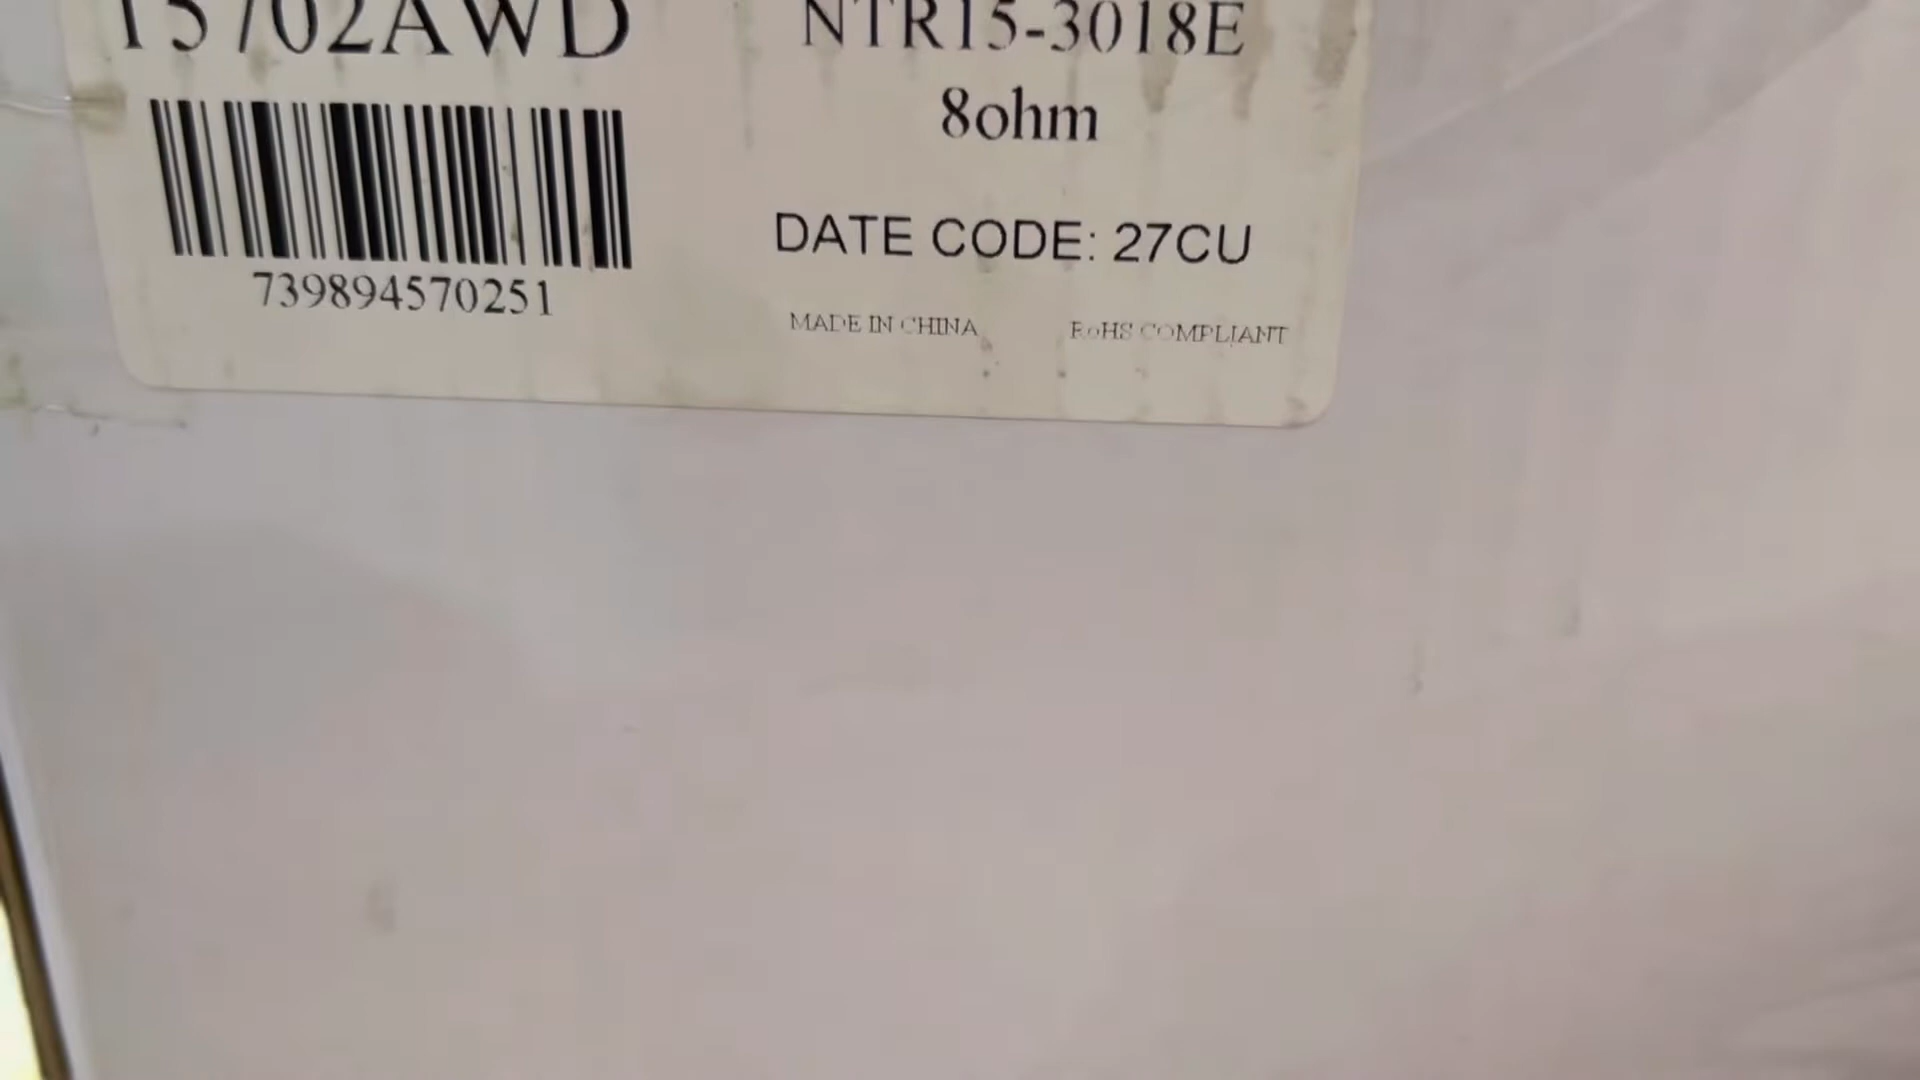 15702AWD
NTR15-3018E
8ohm
739894570251
DATE CODE: 27CU
MADE IN CHINA
RoHS COMPLIANT